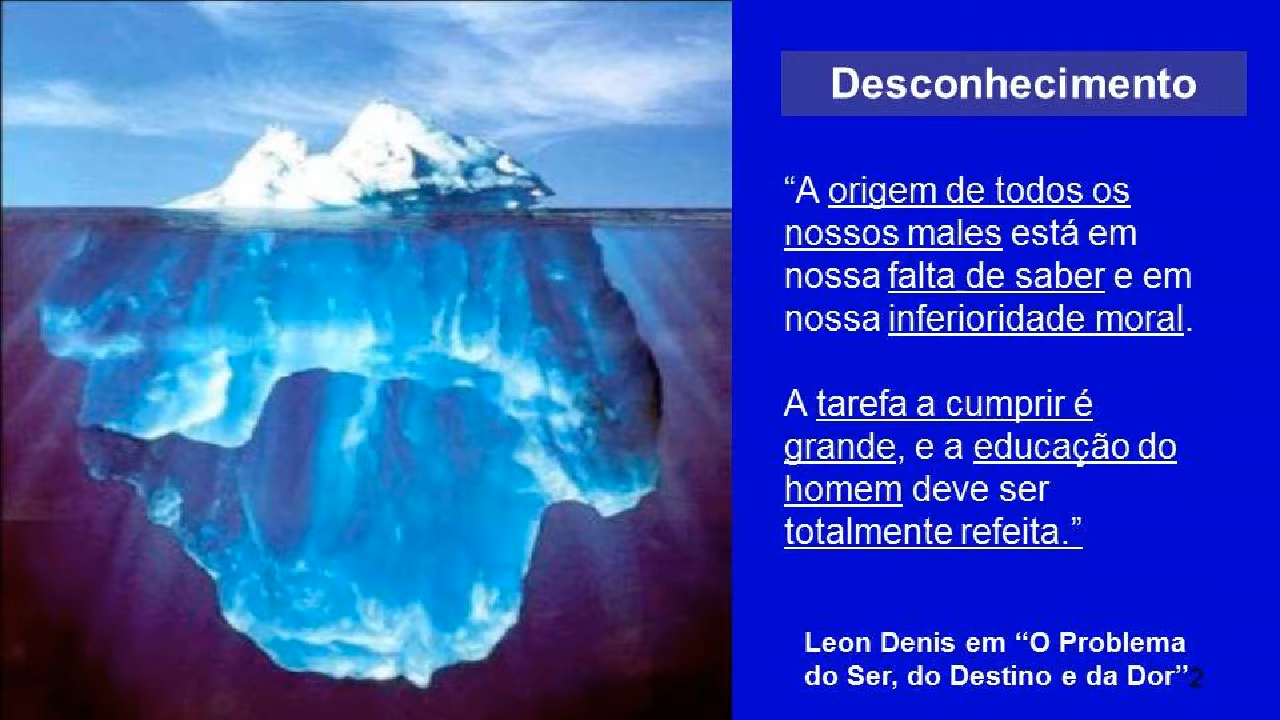 Desconhecimento
“A origem de todos os
nossos males está em
nossa falta de saber e em
nossa inferioridade moral.
A tarefa a cumprir é
grande, e a educação do
homem deve ser
totalmente refeita.”
Leon Denis em “O Problema
do Ser, do Destino e da Dor”
2